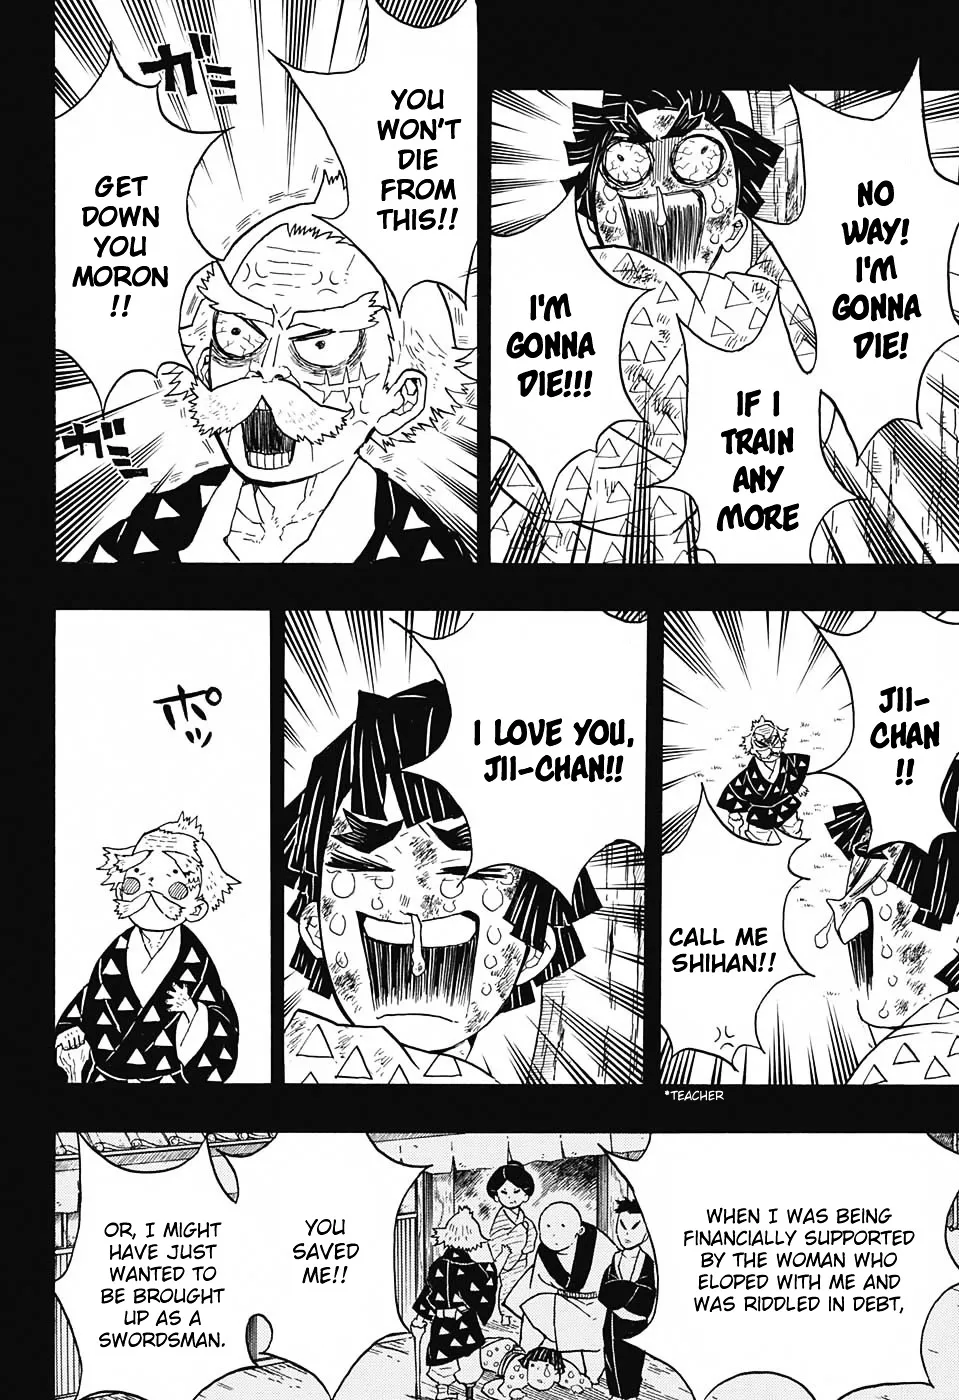 NO
WAY!
I'M
GONNA
DIE!
IF I
TRAIN
ANY
MORE
I'M
GONNA
DIE!!!
YOU
WON'T
DIE
FROM
THIS!!
GET
DOWN
YOU
MORON
!!
ガミ
ガミ
JII-
CHAN
!!
CALL ME
SHIHAN!!
*TEACHER
I LOVE YOU,
JII-CHAN!!
ポッ
WHEN I WAS BEING
FINANCIALLY SUPPORTED
BY THE WOMAN WHO
ELOPED WITH ME AND
WAS RIDDLED IN DEBT,
YOU
SAVED
ME!!
OR, I MIGHT
HAVE JUST
WANTED TO
BE BROUGHT
UP AS A
SWORDSMAN.